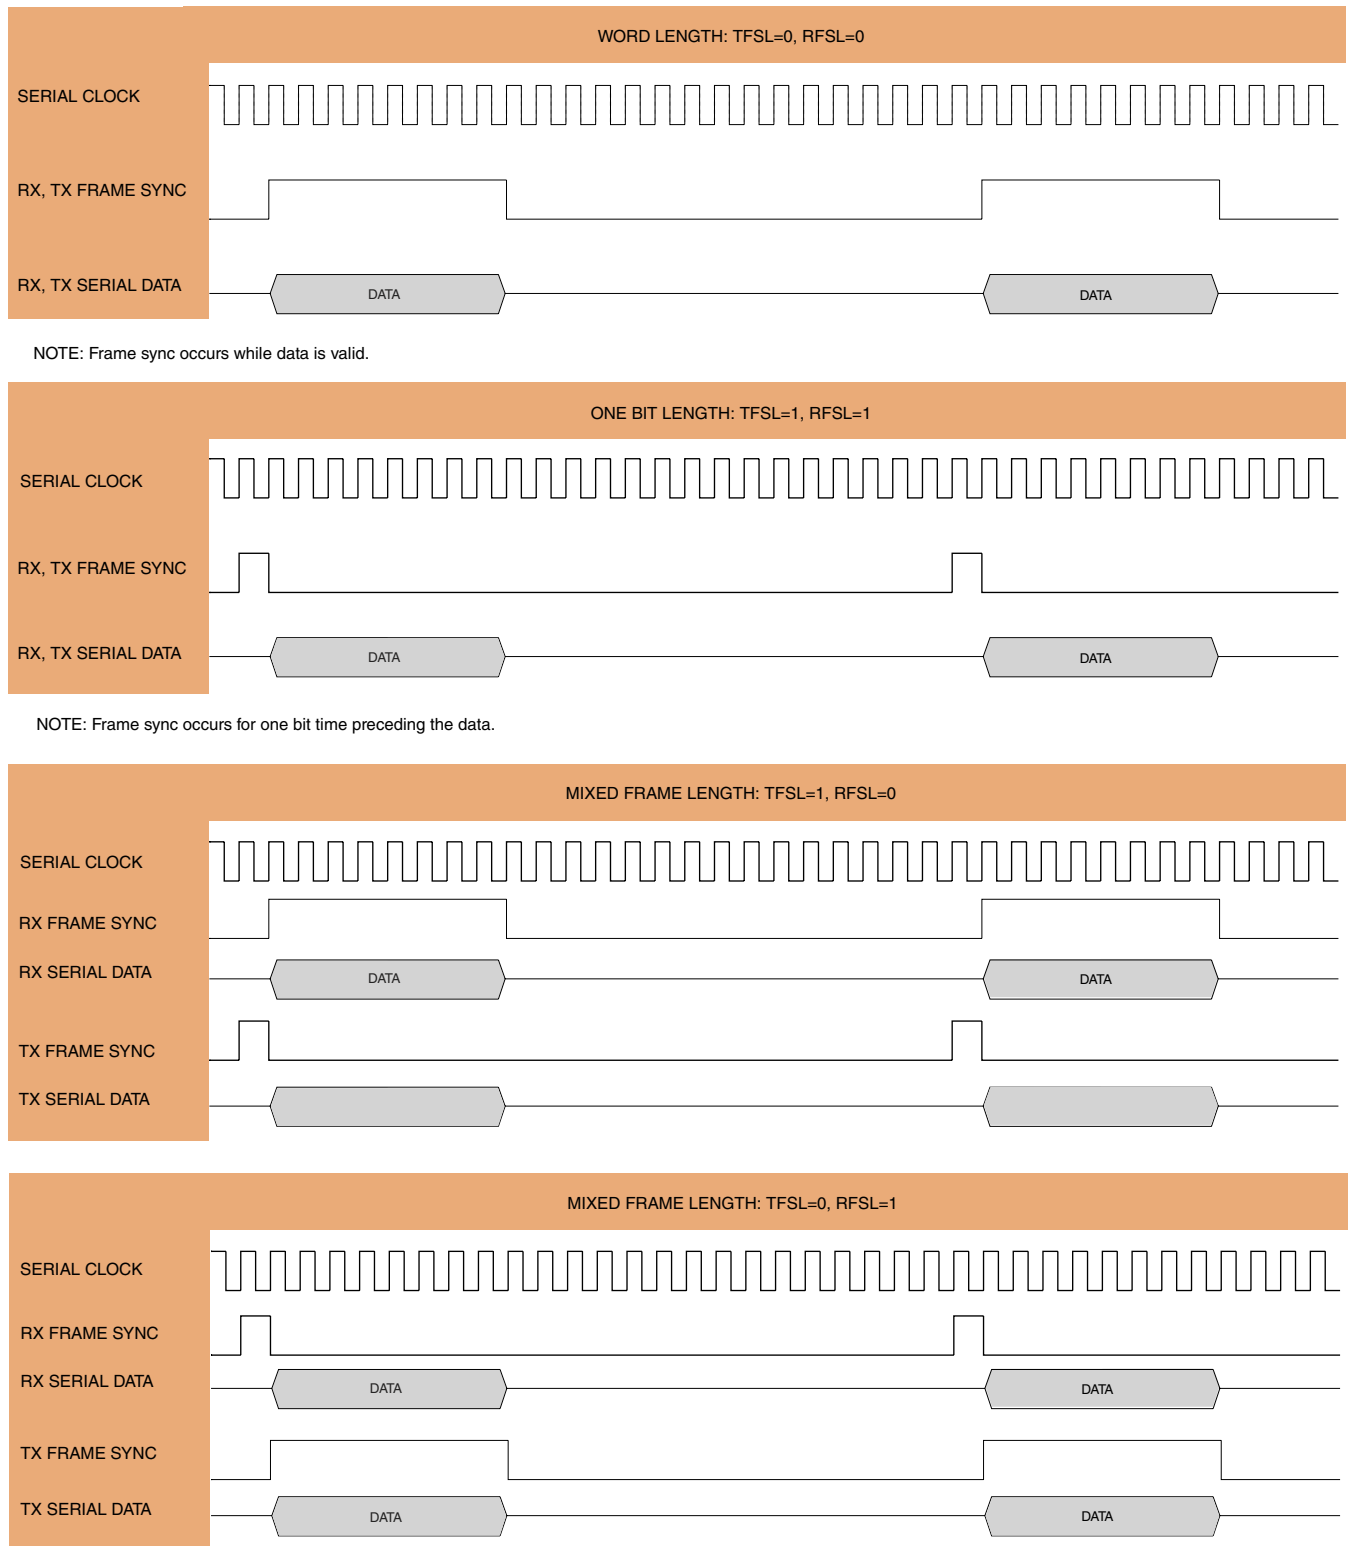 WORD LENGTH: TFSL=0, RFSL=0
SERIAL CLOCK
RX, TX FRAME SYNC
RX, TX SERIAL DATA
DATA
DATA
NOTE: Frame sync occurs while data is valid.
ONE BIT LENGTH: TFSL=1, RFSL=1
SERIAL CLOCK
RX, TX FRAME SYNC
RX, TX SERIAL DATA
DATA
DATA
NOTE: Frame sync occurs for one bit time preceding the data.
MIXED FRAME LENGTH: TFSL=1, RFSL=0
SERIAL CLOCK
RX FRAME SYNC
RX SERIAL DATA
DATA
DATA
TX FRAME SYNC
TX SERIAL DATA
MIXED FRAME LENGTH: TFSL=0, RFSL=1
SERIAL CLOCK
RX FRAME SYNC
RX SERIAL DATA
DATA
DATA
TX FRAME SYNC
TX SERIAL DATA
DATA
DATA